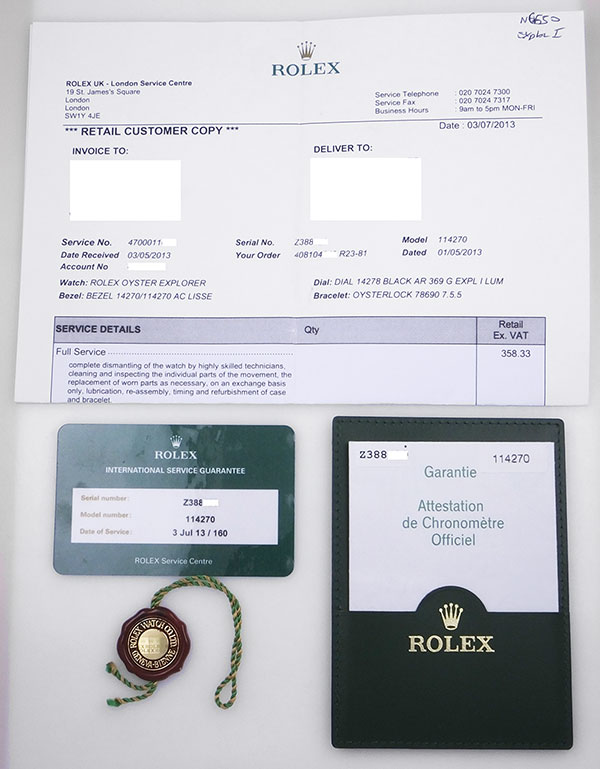 N6550
Explor I
ROLEX
ROLEX UK - London Service Centre
19 St. James's Square
London
London
SW1Y 4JE
Service Telephone : 020 7024 7300
Service Fax : 020 7024 7317
Business Hours : 9am to 5pm MON-FRI
*** RETAIL CUSTOMER COPY ***
Date : 03/07/2013
INVOICE TO:
DELIVER TO:
Service No. 4700011
Serial No. Z388
Model 114270
Date Received 03/05/2013
Your Order 408104 R23-81
Dated 01/05/2013
Account No
Watch: ROLEX OYSTER EXPLORER
Dial: DIAL 14278 BLACK AR 369 G EXPL I LUM
Bezel: BEZEL 14270/114270 AC LISSE
Bracelet: OYSTERLOCK 78690 7.5.5
SERVICE DETAILS Qty Retail Ex. VAT
Full Service 358.33
complete dismantling of the watch by highly skilled technicians,
cleaning and inspecting the individual parts of the movement, the
replacement of worn parts as necessary, on an exchange basis
only, lubrication, re-assembly, timing and refurbishment of case
and bracelet.
ROLEX
INTERNATIONAL SERVICE GUARANTEE
Serial number: Z388
Model number: 114270
Date of Service: 3 Jul 13 / 160
ROLEX Service Centre
ROLEX WATCH CO LTD
GENEVA-BIENNE
Z388 114270
Garantie
Attestation
de Chronomètre
Officiel
ROLEX